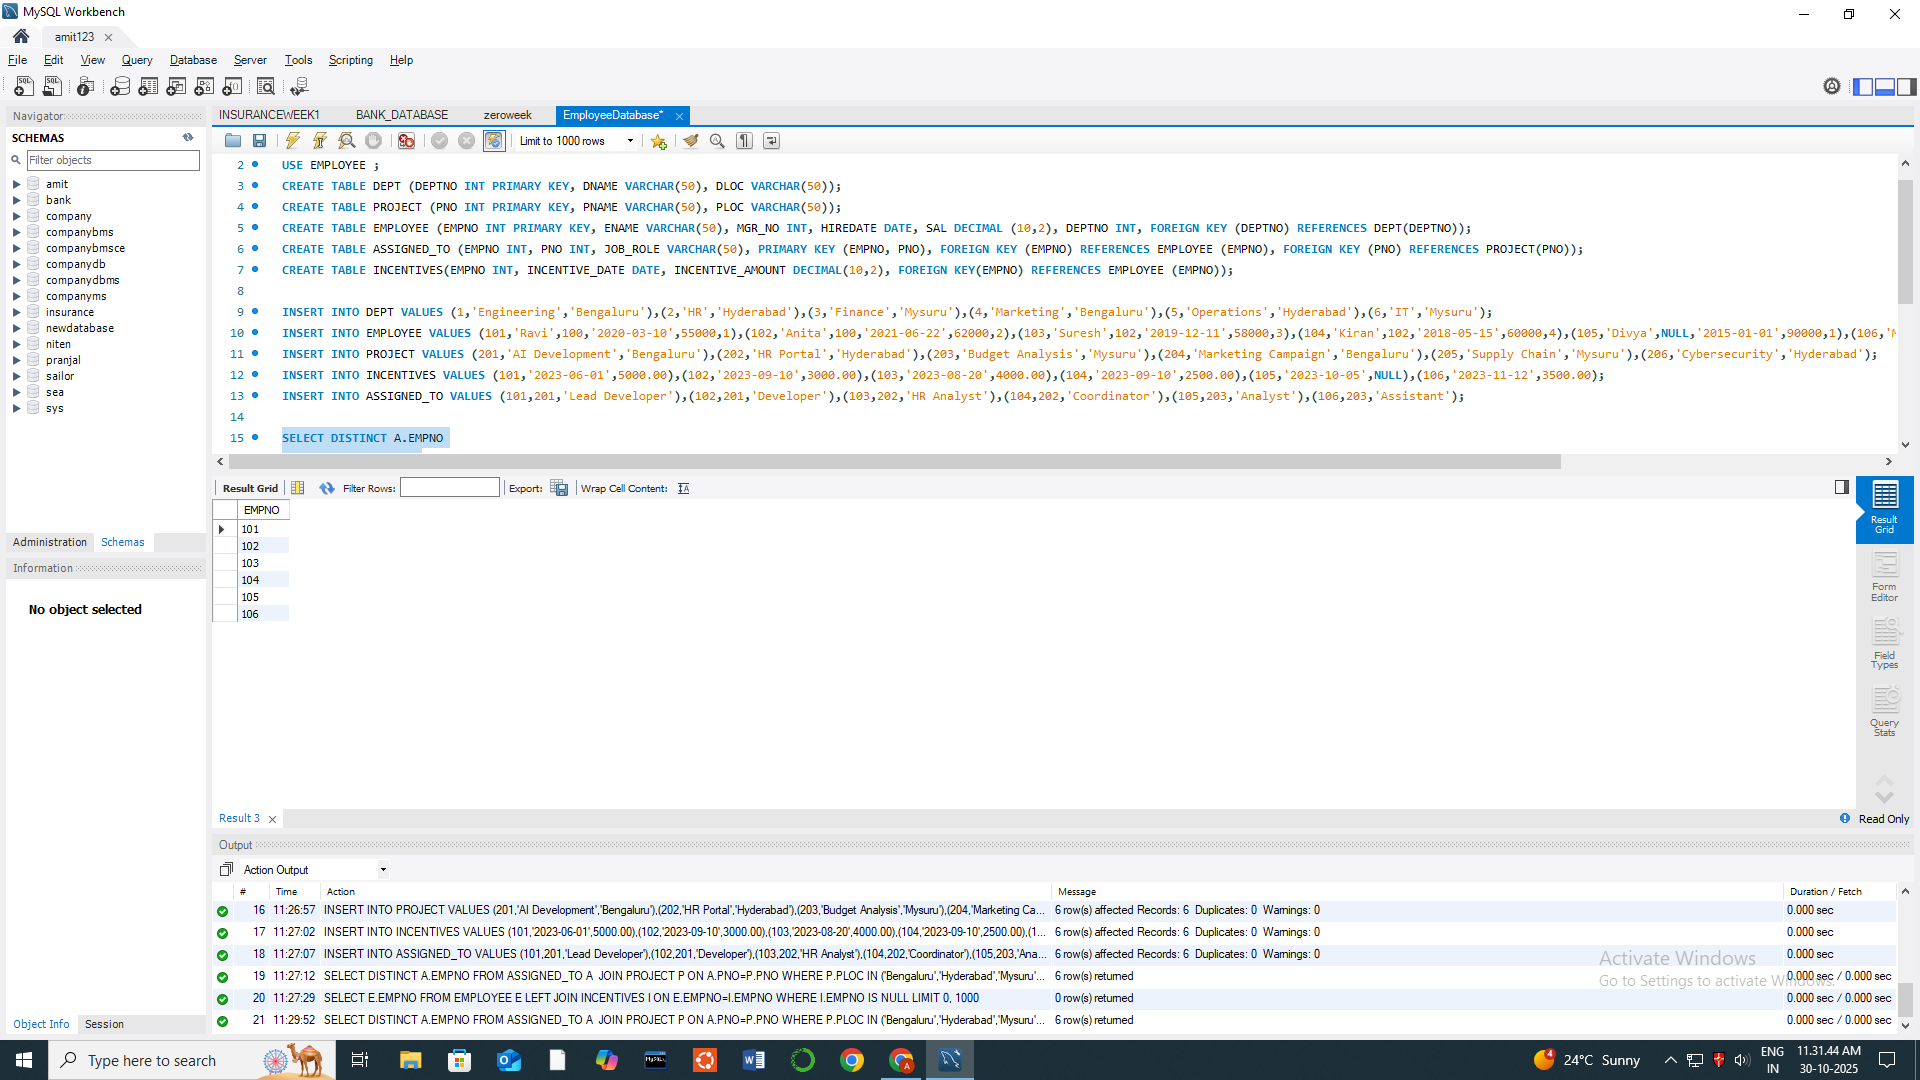 MySQL Workbench
amit123
File Edit View Query Database Server Tools Scripting Help
Navigator
SCHEMAS
Filter objects
amit
bank
company
companybms
companybmsce
companydb
companydbms
companyms
insurance
newdatabase
niten
pranjal
sailor
sea
sys
Administration Schemas
Information
No object selected
Object Info Session
INSURANCEWEEK1 BANK_DATABASE zeroweek EmployeeDatabase*
Limit to 1000 rows
2 USE EMPLOYEE ;
3 CREATE TABLE DEPT (DEPTNO INT PRIMARY KEY, DNAME VARCHAR(50), DLOC VARCHAR(50));
4 CREATE TABLE PROJECT (PNO INT PRIMARY KEY, PNAME VARCHAR(50), PLOC VARCHAR(50));
5 CREATE TABLE EMPLOYEE (EMPNO INT PRIMARY KEY, ENAME VARCHAR(50), MGR_NO INT, HIREDATE DATE, SAL DECIMAL (10,2), DEPTNO INT, FOREIGN KEY (DEPTNO) REFERENCES DEPT(DEPTNO));
6 CREATE TABLE ASSIGNED_TO (EMPNO INT, PNO INT, JOB_ROLE VARCHAR(50), PRIMARY KEY (EMPNO, PNO), FOREIGN KEY (EMPNO) REFERENCES EMPLOYEE (EMPNO), FOREIGN KEY (PNO) REFERENCES PROJECT(PNO));
7 CREATE TABLE INCENTIVES(EMPNO INT, INCENTIVE_DATE DATE, INCENTIVE_AMOUNT DECIMAL(10,2), FOREIGN KEY(EMPNO) REFERENCES EMPLOYEE (EMPNO));
8
9 INSERT INTO DEPT VALUES (1,'Engineering','Bengaluru'),(2,'HR','Hyderabad'),(3,'Finance','Mysuru'),(4,'Marketing','Bengaluru'),(5,'Operations','Hyderabad'),(6,'IT','Mysuru');
10 INSERT INTO EMPLOYEE VALUES (101,'Ravi',100,'2020-03-10',55000,1),(102,'Anita',100,'2021-06-22',62000,2),(103,'Suresh',102,'2019-12-11',58000,3),(104,'Kiran',102,'2018-05-15',60000,4),(105,'Divya',NULL,'2015-01-01',90000,1),(106,'
11 INSERT INTO PROJECT VALUES (201,'AI Development','Bengaluru'),(202,'HR Portal','Hyderabad'),(203,'Budget Analysis','Mysuru'),(204,'Marketing Campaign','Bengaluru'),(205,'Supply Chain','Mysuru'),(206,'Cybersecurity','Hyderabad');
12 INSERT INTO INCENTIVES VALUES (101,'2023-06-01',5000.00),(102,'2023-09-10',3000.00),(103,'2023-08-20',4000.00),(104,'2023-09-10',2500.00),(105,'2023-10-05',NULL),(106,'2023-11-12',3500.00);
13 INSERT INTO ASSIGNED_TO VALUES (101,201,'Lead Developer'),(102,201,'Developer'),(103,202,'HR Analyst'),(104,202,'Coordinator'),(105,203,'Analyst'),(106,203,'Assistant');
14
15 SELECT DISTINCT A.EMPNO
Result Grid Filter Rows: Export: Wrap Cell Content:
EMPNO
101
102
103
104
105
106
Result Grid
Form Editor
Field Types
Query Stats
Result 3
Read Only
Output
Action Output
# Time Action Message Duration / Fetch
16 11:26:57 INSERT INTO PROJECT VALUES (201,'AI Development','Bengaluru'),(202,'HR Portal','Hyderabad'),(203,'Budget Analysis','Mysuru'),(204,'Marketing Ca... 6 row(s) affected Records: 6 Duplicates: 0 Warnings: 0 0.000 sec
17 11:27:02 INSERT INTO INCENTIVES VALUES (101,'2023-06-01',5000.00),(102,'2023-09-10',3000.00),(103,'2023-08-20',4000.00),(104,'2023-09-10',2500.00),(1... 6 row(s) affected Records: 6 Duplicates: 0 Warnings: 0 0.000 sec
18 11:27:07 INSERT INTO ASSIGNED_TO VALUES (101,201,'Lead Developer'),(102,201,'Developer'),(103,202,'HR Analyst'),(104,202,'Coordinator'),(105,203,'Ana... 6 row(s) affected Records: 6 Duplicates: 0 Warnings: 0 0.000 sec
19 11:27:12 SELECT DISTINCT A.EMPNO FROM ASSIGNED_TO A JOIN PROJECT P ON A.PNO=P.PNO WHERE P.PLOC IN ('Bengaluru','Hyderabad','Mysuru'... 6 row(s) returned 0.000 sec / 0.000 sec
20 11:27:29 SELECT E.EMPNO FROM EMPLOYEE E LEFT JOIN INCENTIVES I ON E.EMPNO=I.EMPNO WHERE I.EMPNO IS NULL LIMIT 0, 1000 0 row(s) returned 0.000 sec / 0.000 sec
21 11:29:52 SELECT DISTINCT A.EMPNO FROM ASSIGNED_TO A JOIN PROJECT P ON A.PNO=P.PNO WHERE P.PLOC IN ('Bengaluru','Hyderabad','Mysuru'... 6 row(s) returned 0.000 sec / 0.000 sec
Activate Windows
Go to Settings to activate Windows.
Type here to search
24°C Sunny
ENG IN
11.31.44 AM
30-10-2025